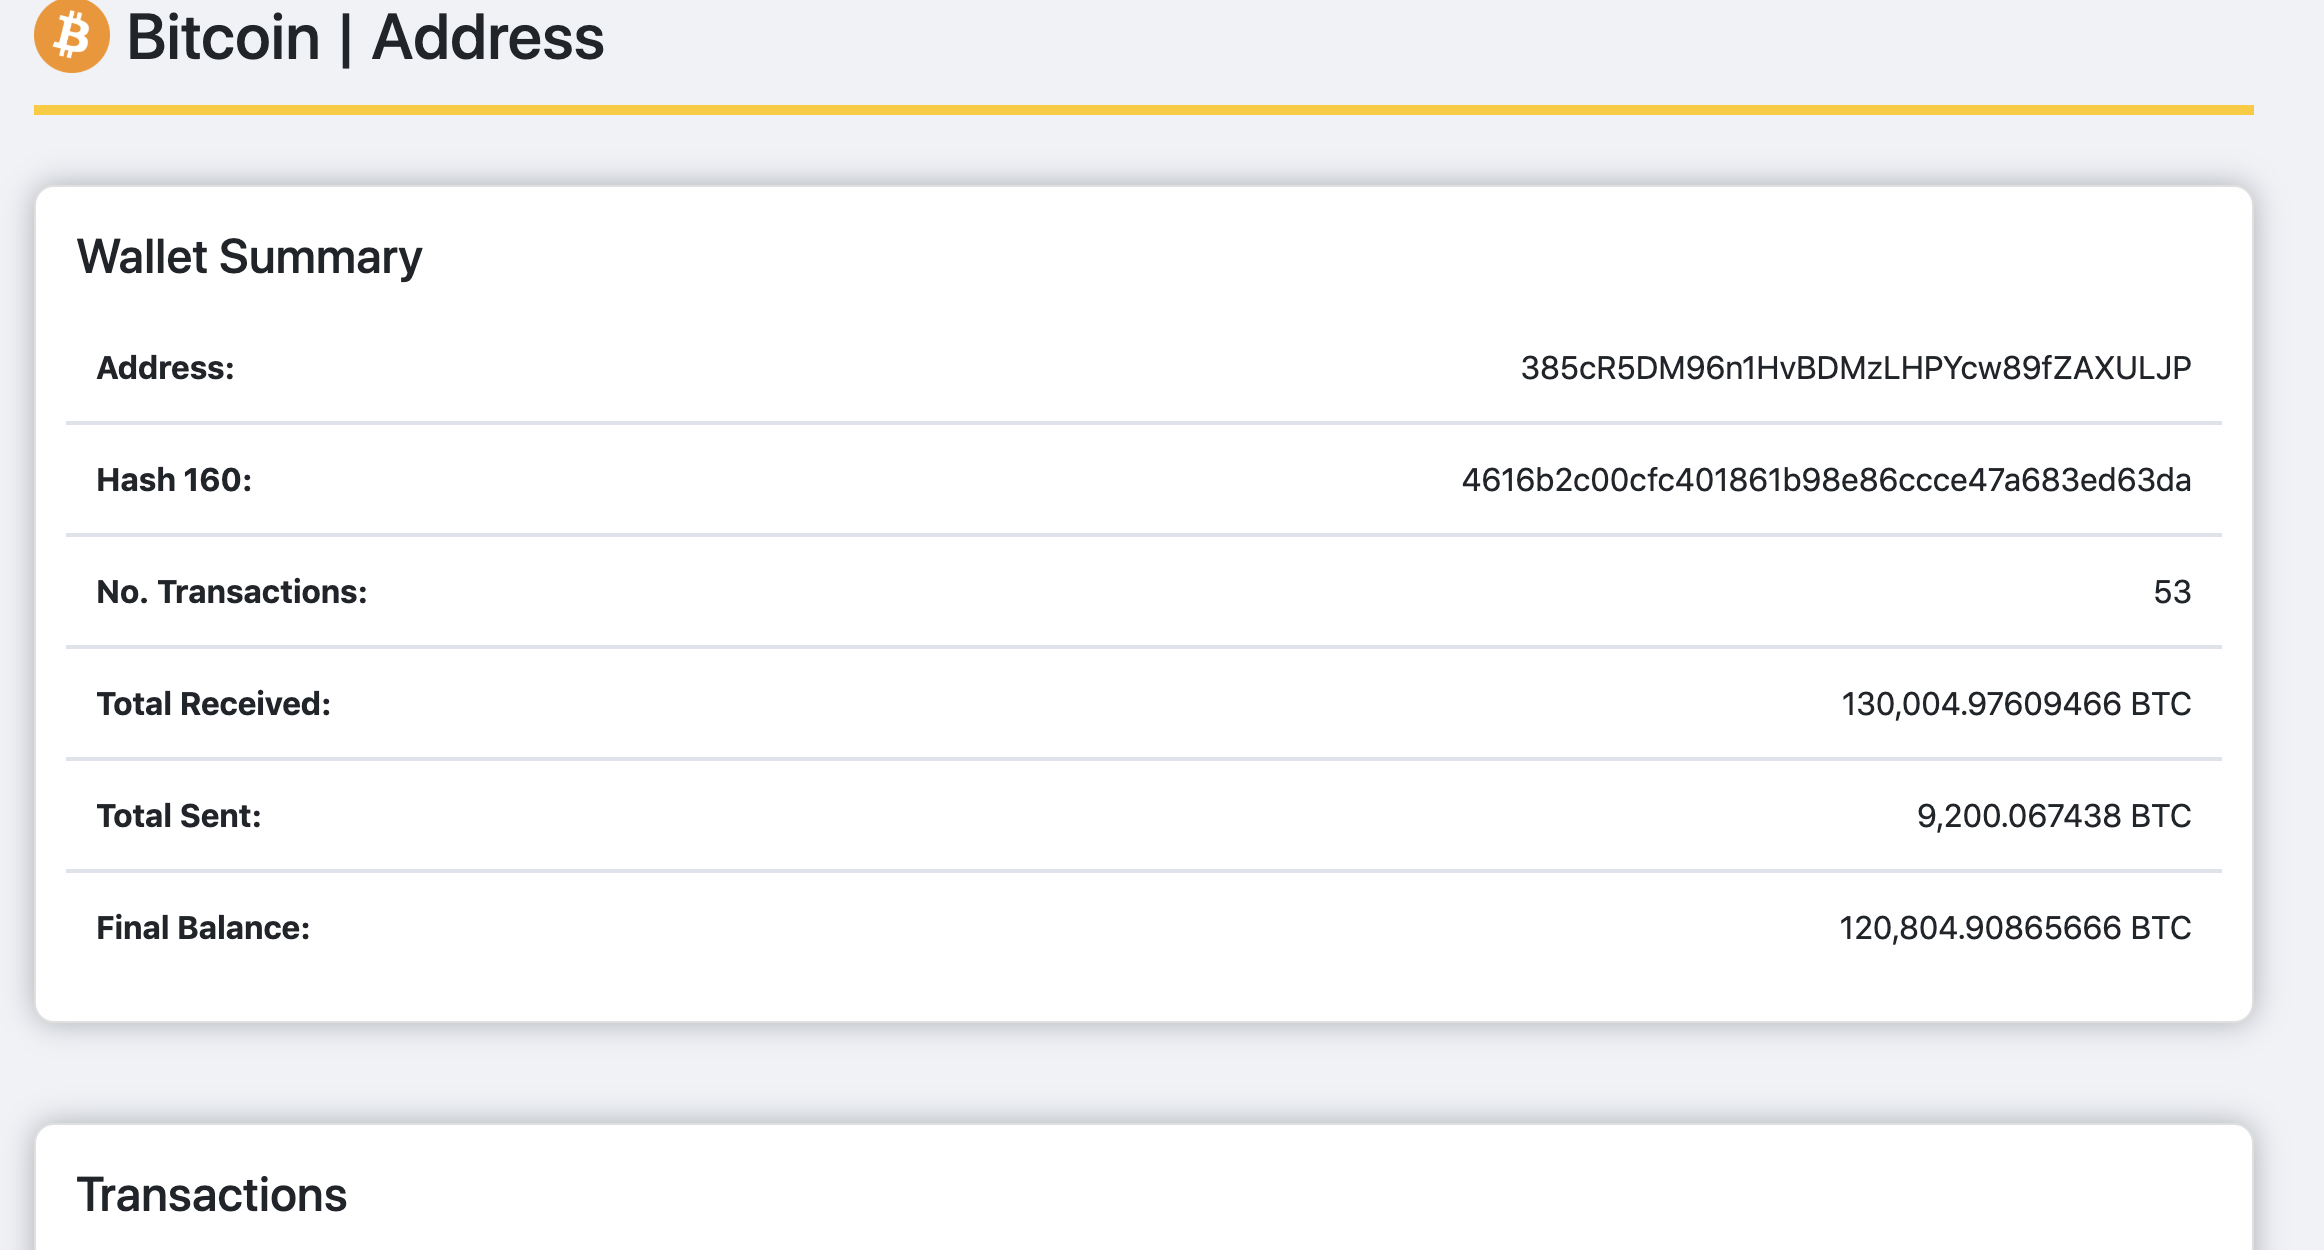 Bitcoin | Address
Wallet Summary
Address: 385cR5DM96n1HvBDMzLHPYcw89fZAXULJP
Hash 160: 4616b2c00cfc401861b98e86ccce47a683ed63da
No. Transactions: 53
Total Received: 130,004.97609466 BTC
Total Sent: 9,200.067438 BTC
Final Balance: 120,804.90865666 BTC
Transactions